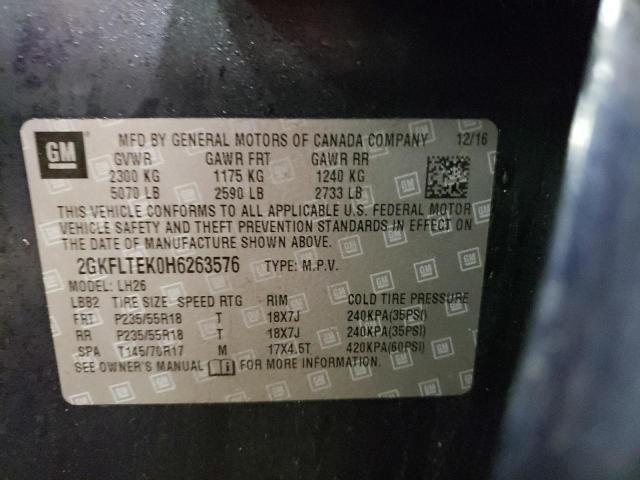 GM MFD BY GENERAL MOTORS OF CANADA COMPANY 12/16
GVWR GAWR FRT GAWR RR
2300 KG 1175 KG 1240 KG
5070 LB 2590 LB 2733 LB
THIS VEHICLE CONFORMS TO ALL APPLICABLE U.S. FEDERAL MOTOR
VEHICLE SAFETY AND THEFT PREVENTION STANDARDS IN EFFECT ON
THE DATE OF MANUFACTURE SHOWN ABOVE.
2GKFLTEK0H6263576 TYPE: M.P.V.
MODEL: LH26
LBB2 TIRE SIZE SPEED RTG RIM COLD TIRE PRESSURE
FRT P235/55R18 T 18X7J 240KPA(35PSI)
RR P235/55R18 T 18X7J 240KPA(35PSI)
SPA T145/70R17 M 17X4.5T 420KPA(60PSI)
SEE OWNER'S MANUAL FOR MORE INFORMATION.